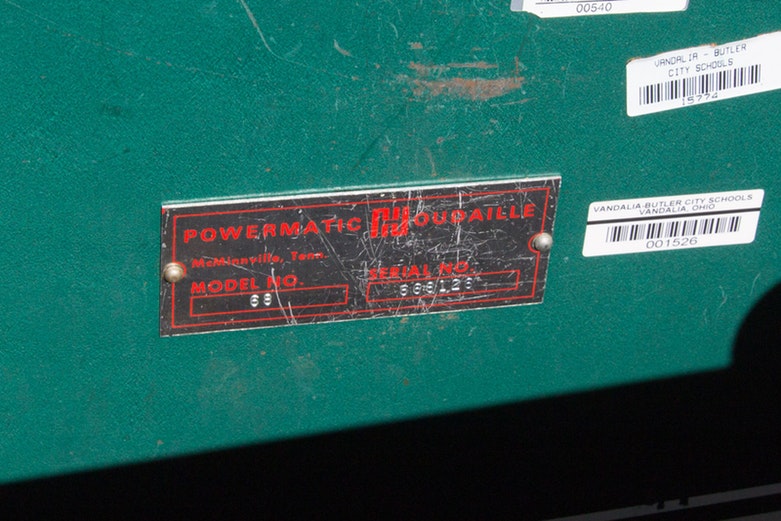 00540
VANDALIA - BUTLER
CITY SCHOOLS
15774
VANDALIA-BUTLER CITY SCHOOLS
VANDALIA, OHIO
001526
POWERMATIC HOUDAILLE
McMinnville, Tenn.
MODEL NO.
SERIAL NO.